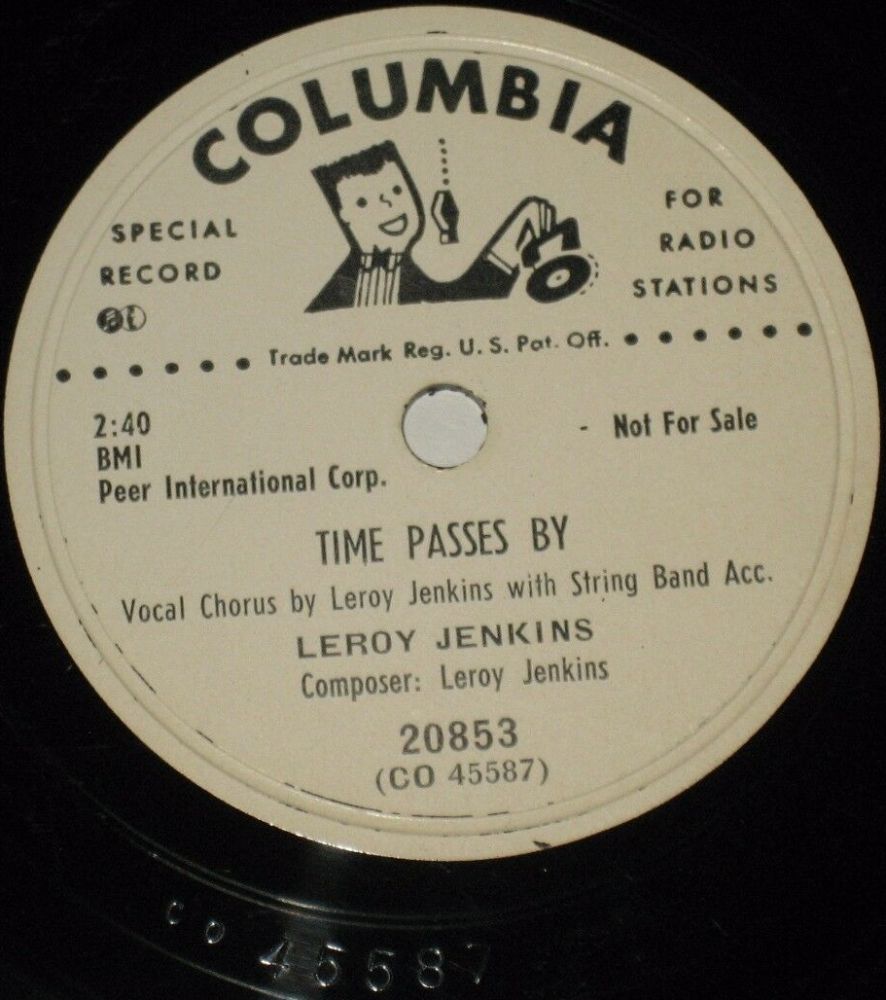 COLUMBIA
SPECIAL
RECORD
FOR
RADIO
STATIONS
Trade Mark Reg. U. S. Pat. Off.
2:40
BMI
Peer International Corp.
- Not For Sale
TIME PASSES BY
Vocal Chorus by Leroy Jenkins with String Band Acc.
LEROY JENKINS
Composer: Leroy Jenkins
20853
(CO 45587)
CO 45587